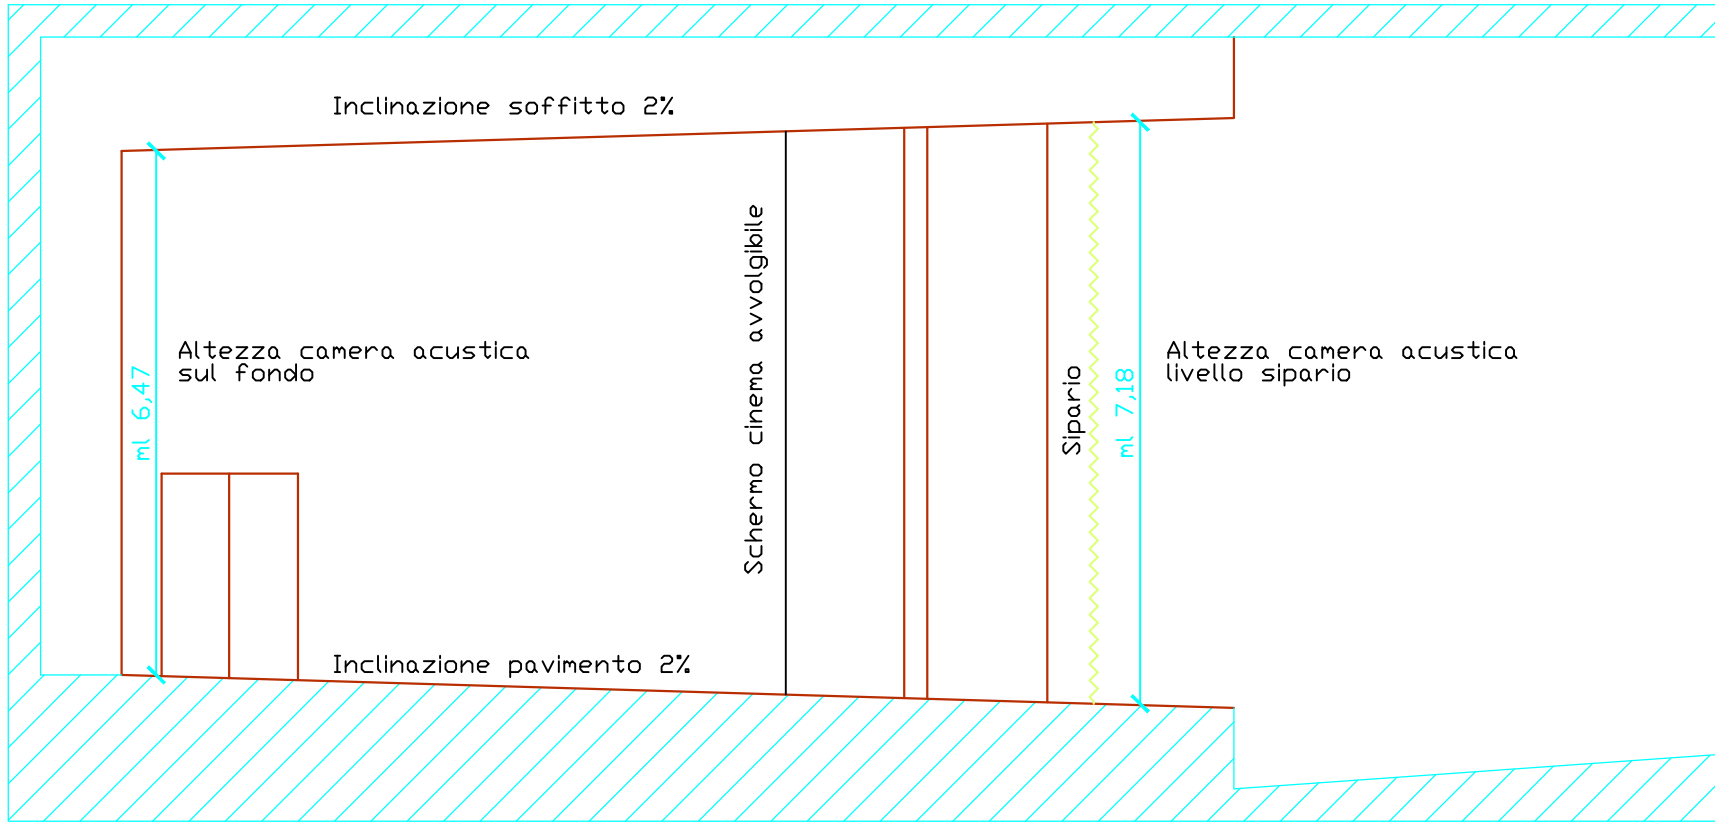 Inclinazione soffitto 2%
Altezza camera acustica
sul fondo
ml 6,47
Schermo cinema avvolgibile
Sipario
ml 7,18
Altezza camera acustica
livello sipario
Inclinazione pavimento 2%